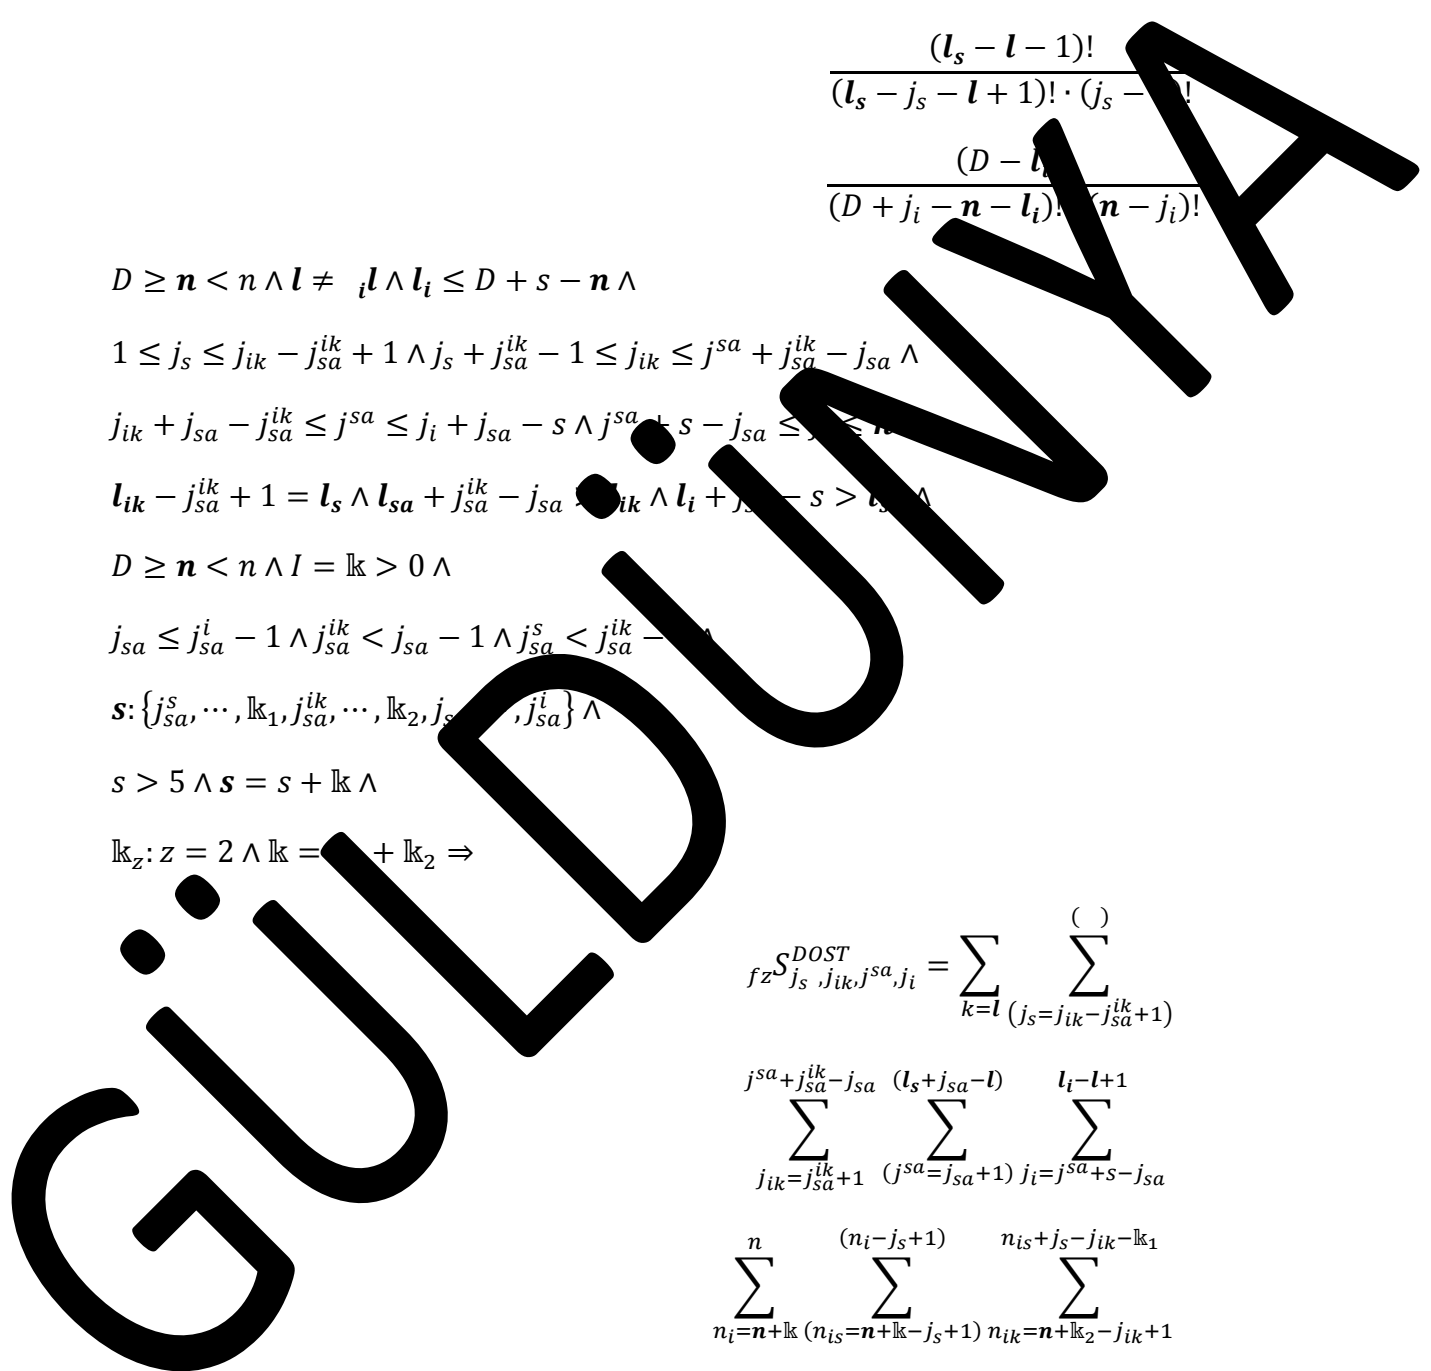 (l_s − l − 1)!
(l_s − j_s − l + 1)! · (j_s − )!
(D − l
(D + j_i − n − l_i)! (n − j_i)!
D ≥ n < n ∧ l ≠ _il ∧ l_i ≤ D + s − n ∧
1 ≤ j_s ≤ j_ik − j_sa^ik + 1 ∧ j_s + j_sa^ik − 1 ≤ j_ik ≤ j^sa + j_sa^ik − j_sa ∧
j_ik + j_sa − j_sa^ik ≤ j^sa ≤ j_i + j_sa − s ∧ j^sa + s − j_sa ≤ ≤
l_ik − j_sa^ik + 1 = l_s ∧ l_sa + j_sa^ik − j_sa l_ik ∧ l_i + − s > ∧
D ≥ n < n ∧ I = 𝕜 > 0 ∧
j_sa ≤ j_sa^i − 1 ∧ j_sa^ik < j_sa − 1 ∧ j_sa^s < j_sa^ik − ∧
s: {j_sa^s, ⋯ , 𝕜_1, j_sa^ik, ⋯ , 𝕜_2, , j_sa^i} ∧
s > 5 ∧ s = s + 𝕜 ∧
𝕜_z: z = 2 ∧ 𝕜 = + 𝕜_2 ⇒
_fz S_{j_s ,j_ik,j^sa,j_i}^DOST = ∑_{k=l} ∑_{(j_s=j_ik−j_sa^ik+1)}^{( )}
∑_{j_ik=j_sa^ik+1}^{j^sa+j_sa^ik−j_sa} ∑_{(j^sa=j_sa+1)}^{(l_s+j_sa−l)} ∑_{j_i=j^sa+s−j_sa}^{l_i−l+1}
∑_{n_i=n+𝕜}^{n} ∑_{(n_is=n+𝕜−j_s+1)}^{(n_i−j_s+1)} ∑_{n_ik=n+𝕜_2−j_ik+1}^{n_is+j_s−j_ik−𝕜_1}
GÜLDÜNYA